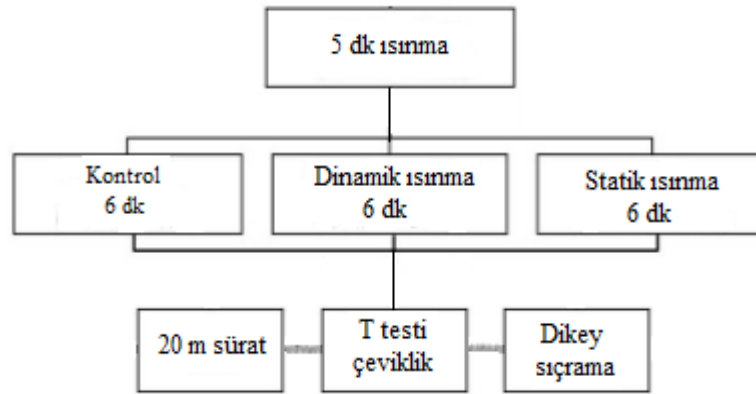 5 dk ısınma
Kontrol
6 dk
Dinamik ısınma
6 dk
Statik ısınma
6 dk
20 m sürat
T testi
çeviklik
Dikey
sıçrama